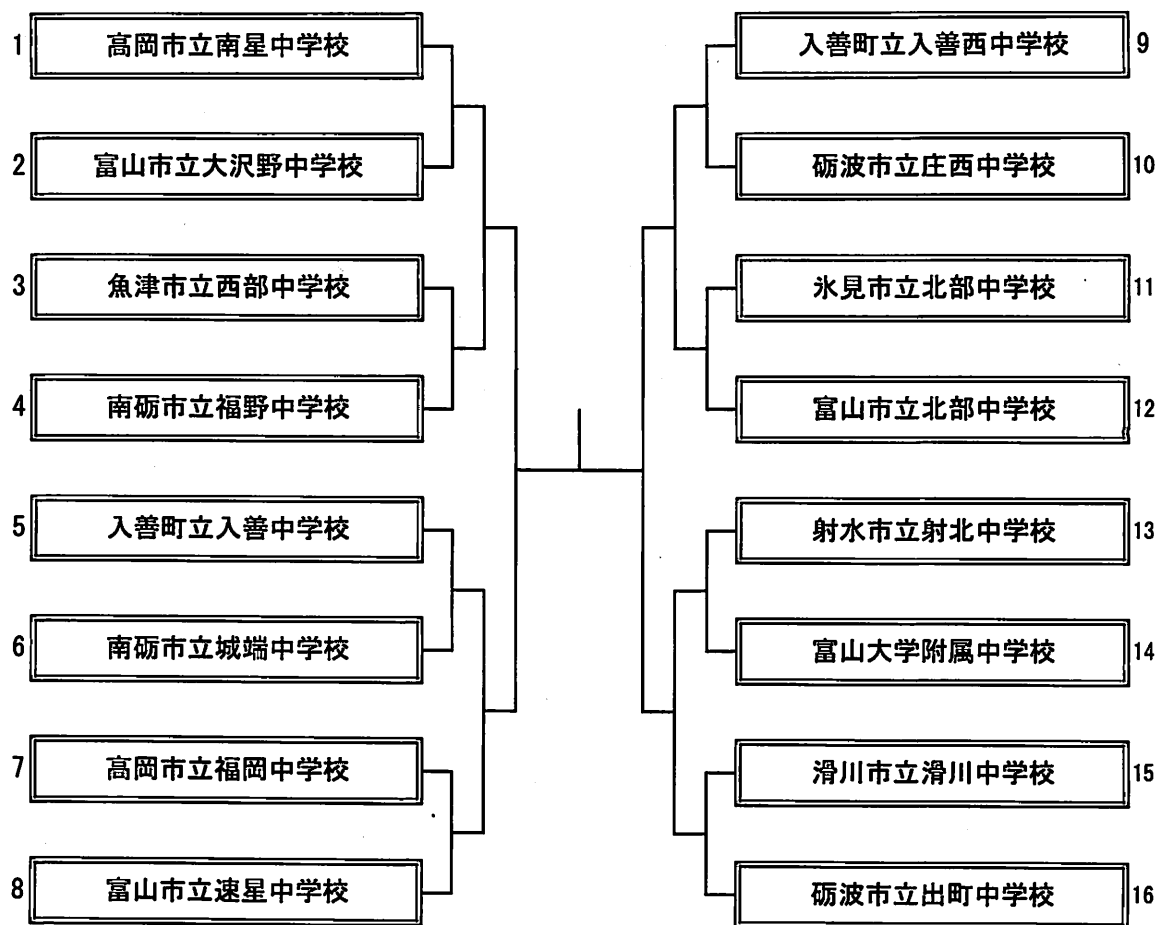 1 高岡市立南星中学校
2 富山市立大沢野中学校
3 魚津市立西部中学校
4 南砺市立福野中学校
5 入善町立入善中学校
6 南砺市立城端中学校
7 高岡市立福岡中学校
8 富山市立速星中学校
入善町立入善西中学校 9
砺波市立庄西中学校 10
氷見市立北部中学校 11
富山市立北部中学校 12
射水市立射北中学校 13
富山大学附属中学校 14
滑川市立滑川中学校 15
砺波市立出町中学校 16